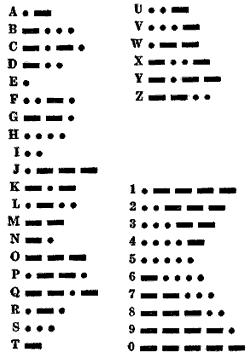 A • —
B — • • •
C — • — •
D — • •
E •
F • • — •
G — — •
H • • • •
I • •
J • — — —
K — • —
L • — • •
M — —
N — •
O — — —
P • — — •
Q — — • —
R • — •
S • • •
T —
U • • —
V • • • —
W • — —
X — • • —
Y — • — —
Z — — • •
1 • — — — —
2 • • — — —
3 • • • — —
4 • • • • —
5 • • • • •
6 — • • • •
7 — — • • •
8 — — — • •
9 — — — — •
0 — — — — —